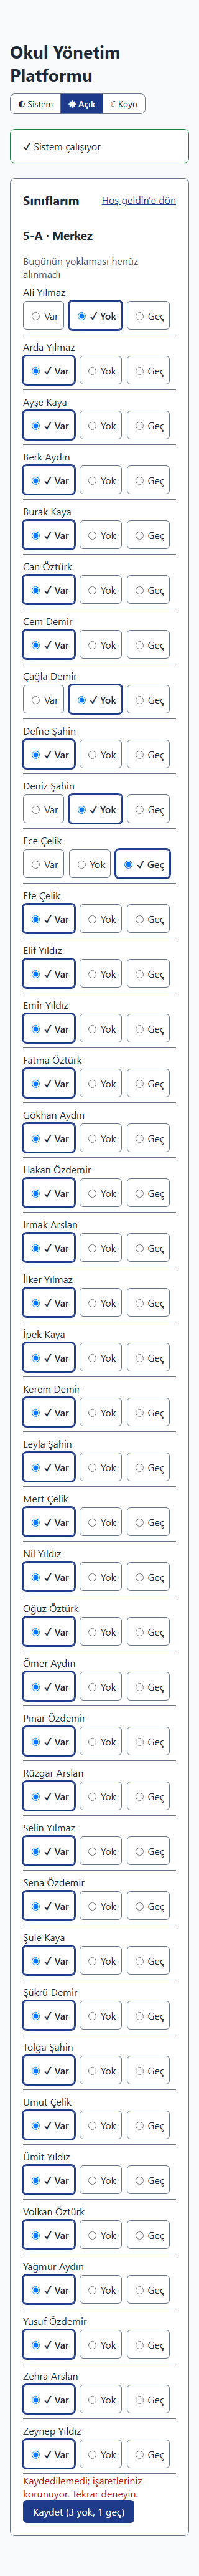 Okul Yönetim
Platformu
◐ Sistem ☀ Açık ☾ Koyu
✓ Sistem çalışıyor
Sınıflarım Hoş geldin'e dön
5-A · Merkez
Bugünün yoklaması henüz
alınmadı
Ali Yılmaz
Var ✓ Yok Geç
Arda Yılmaz
✓ Var Yok Geç
Ayşe Kaya
✓ Var Yok Geç
Berk Aydın
✓ Var Yok Geç
Burak Kaya
✓ Var Yok Geç
Can Öztürk
✓ Var Yok Geç
Cem Demir
✓ Var Yok Geç
Çağla Demir
Var ✓ Yok Geç
Defne Şahin
✓ Var Yok Geç
Deniz Şahin
Var ✓ Yok Geç
Ece Çelik
Var Yok ✓ Geç
Efe Çelik
✓ Var Yok Geç
Elif Yıldız
✓ Var Yok Geç
Emir Yıldız
✓ Var Yok Geç
Fatma Öztürk
✓ Var Yok Geç
Gökhan Aydın
✓ Var Yok Geç
Hakan Özdemir
✓ Var Yok Geç
Irmak Arslan
✓ Var Yok Geç
İlker Yılmaz
✓ Var Yok Geç
İpek Kaya
✓ Var Yok Geç
Kerem Demir
✓ Var Yok Geç
Leyla Şahin
✓ Var Yok Geç
Mert Çelik
✓ Var Yok Geç
Nil Yıldız
✓ Var Yok Geç
Oğuz Öztürk
✓ Var Yok Geç
Ömer Aydın
✓ Var Yok Geç
Pınar Özdemir
✓ Var Yok Geç
Rüzgar Arslan
✓ Var Yok Geç
Selin Yılmaz
✓ Var Yok Geç
Sena Özdemir
✓ Var Yok Geç
Şule Kaya
✓ Var Yok Geç
Şükrü Demir
✓ Var Yok Geç
Tolga Şahin
✓ Var Yok Geç
Umut Çelik
✓ Var Yok Geç
Ümit Yıldız
✓ Var Yok Geç
Volkan Öztürk
✓ Var Yok Geç
Yağmur Aydın
✓ Var Yok Geç
Yusuf Özdemir
✓ Var Yok Geç
Zehra Arslan
✓ Var Yok Geç
Zeynep Yıldız
✓ Var Yok Geç
Kaydedilemedi; işaretleriniz
korunuyor. Tekrar deneyin.
Kaydet (3 yok, 1 geç)